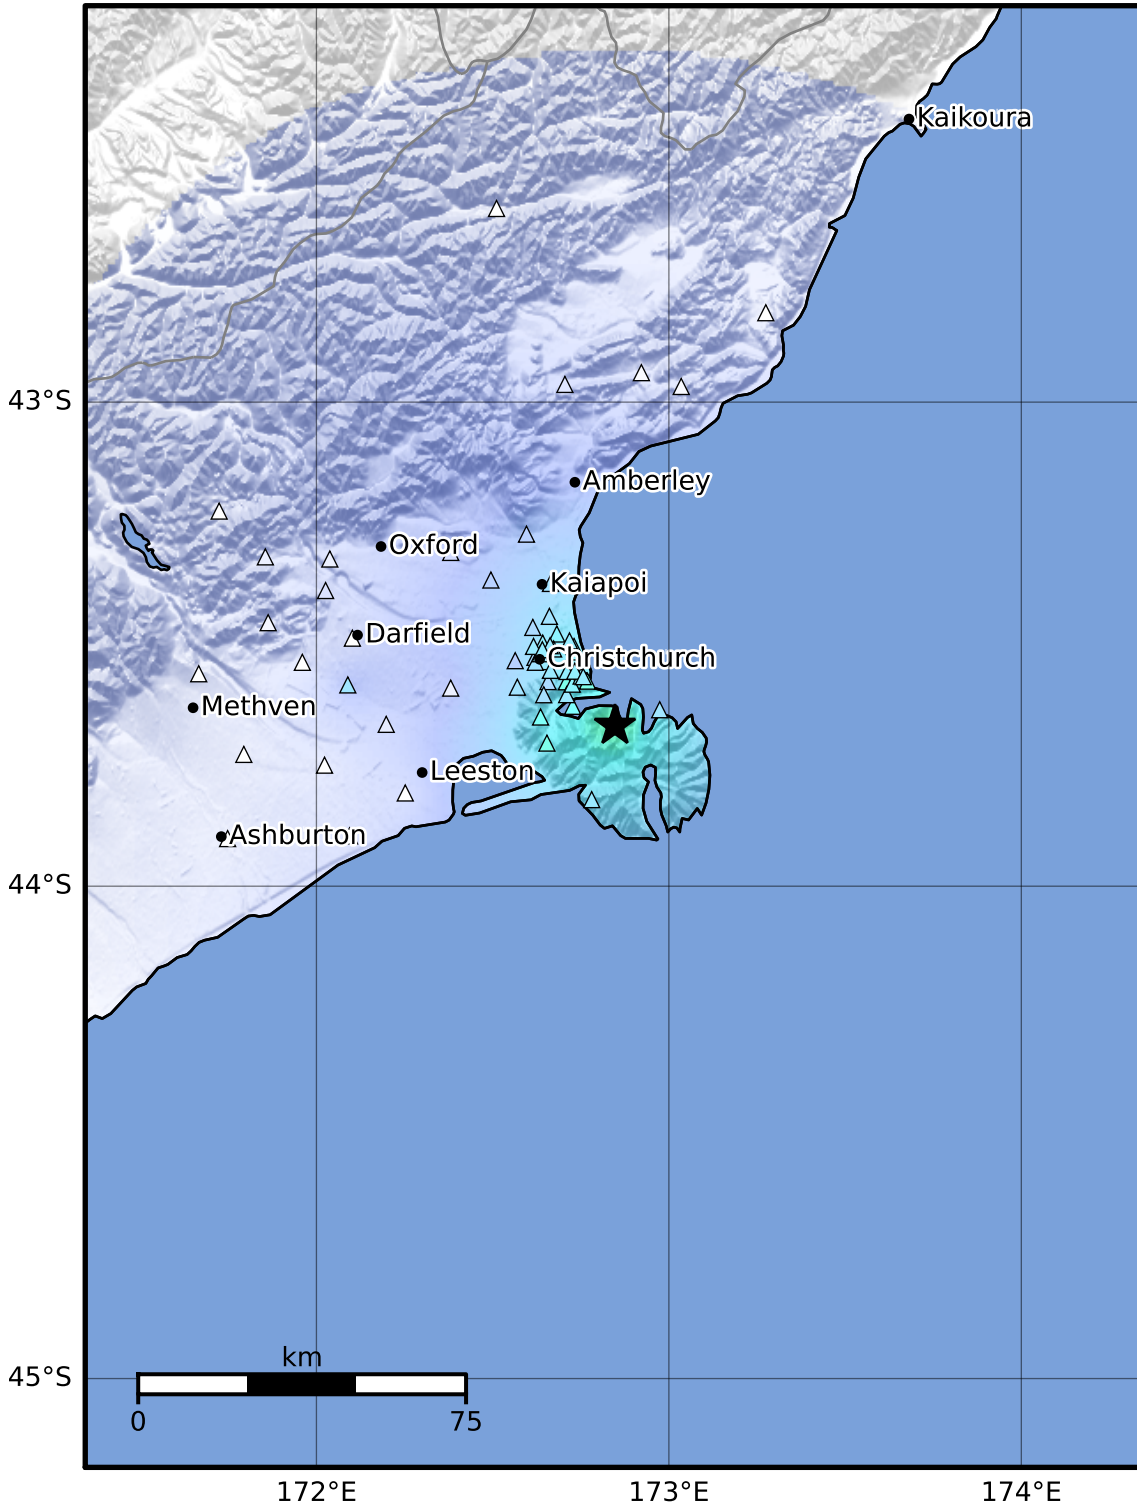 Kaikoura
43°S
Amberley
Oxford
Kaiapoi
Darfield
Christchurch
Methven
Leeston
Ashburton
44°S
km
45°S
0
75
172°E
173°E
174°E